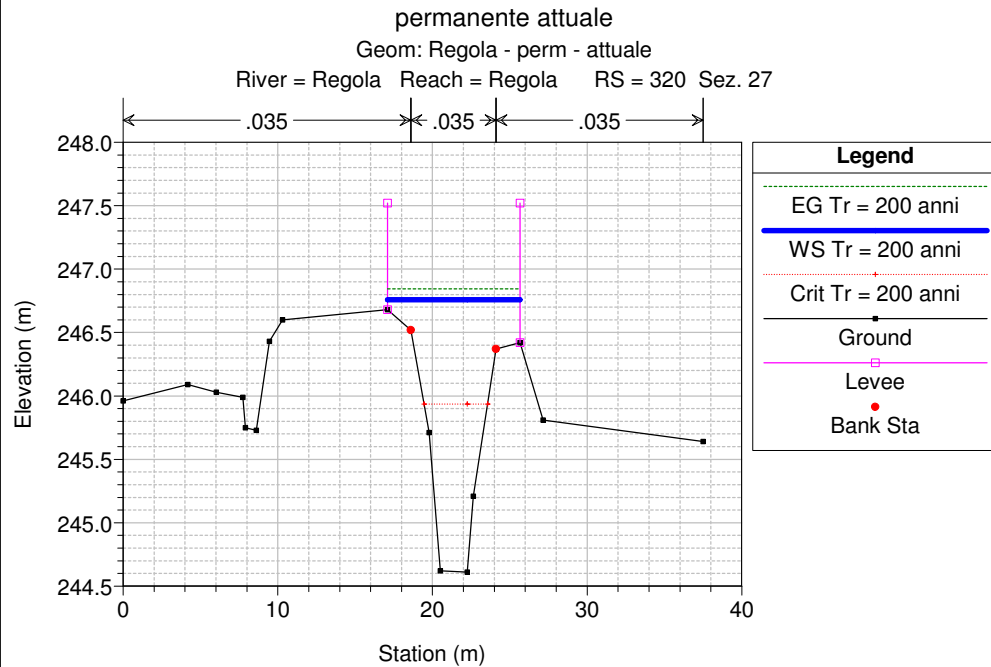 permanente attuale
Geom: Regola - perm - attuale
River = Regola Reach = Regola RS = 320 Sez. 27
.035 .035 .035
248.0
247.5
247.0
246.5
246.0
245.5
245.0
244.5
0 10 20 30 40
Station (m)
Elevation (m)
Legend
EG Tr = 200 anni
WS Tr = 200 anni
Crit Tr = 200 anni
Ground
Levee
Bank Sta